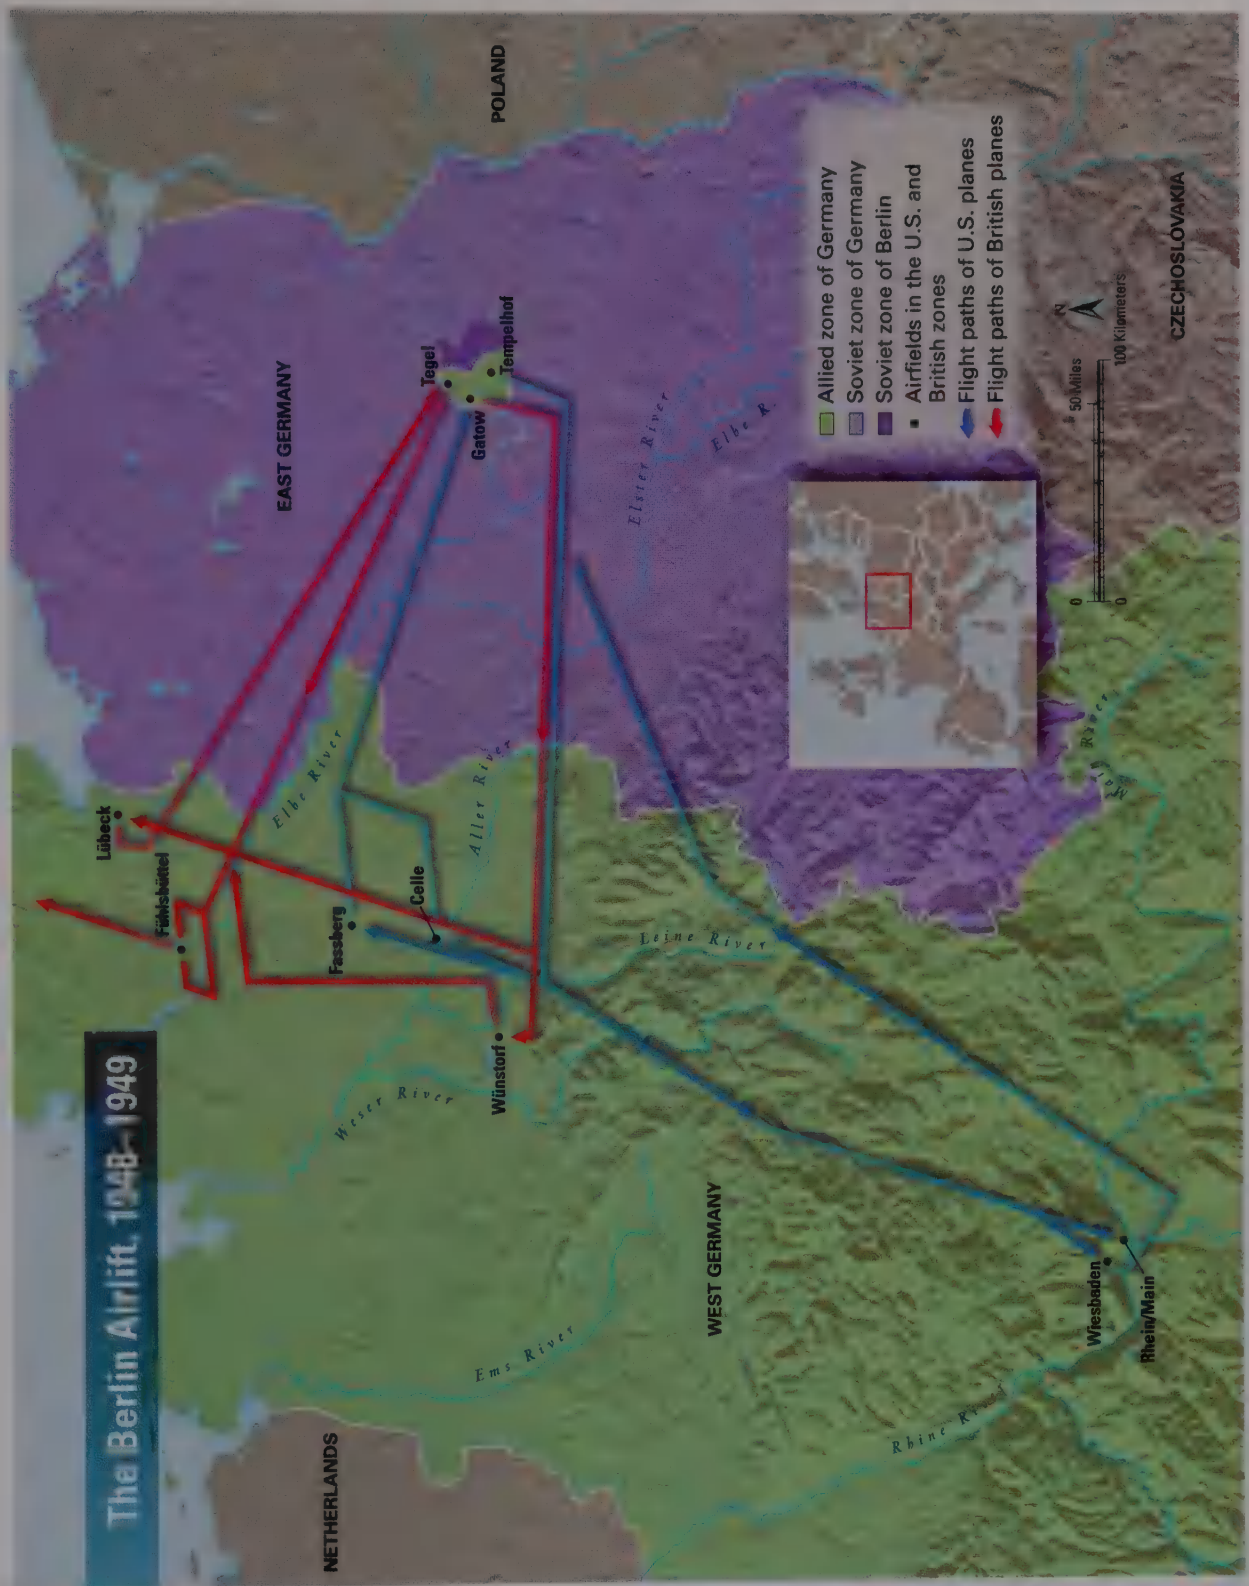 The Berlin Airlift, 1948–1949
NETHERLANDS
EAST GERMANY
POLAND
WEST GERMANY
CZECHOSLOVAKIA
Lübeck
Fühlsbüttel
Fassberg
Celle
Wünstorf
Tegel
Gatow
Tempelhof
Wiesbaden
Rhein/Main
Elbe River
Aller River
Weser River
Leine River
Ems River
Rhine River
Elster River
Elbe R.
Main River
Allied zone of Germany
Soviet zone of Germany
Soviet zone of Berlin
Airfields in the U.S. and
British zones
Flight paths of U.S. planes
Flight paths of British planes
N
0 50 Miles
0 100 Kilometers